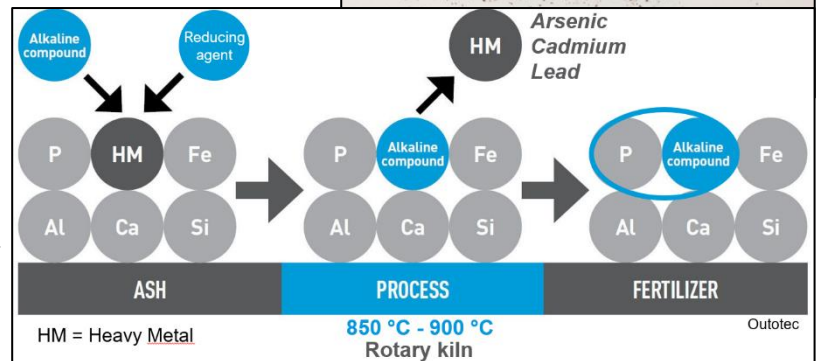 Alkaline
compound
Reducing
agent
HM
Arsenic
Cadmium
Lead
P HM Fe
Al Ca Si
P Alkaline
compound Fe
Al Ca Si
P Alkaline
compound Fe
Al Ca Si
ASH PROCESS FERTILIZER
HM = Heavy Metal
850 °C - 900 °C
Rotary kiln
Outotec